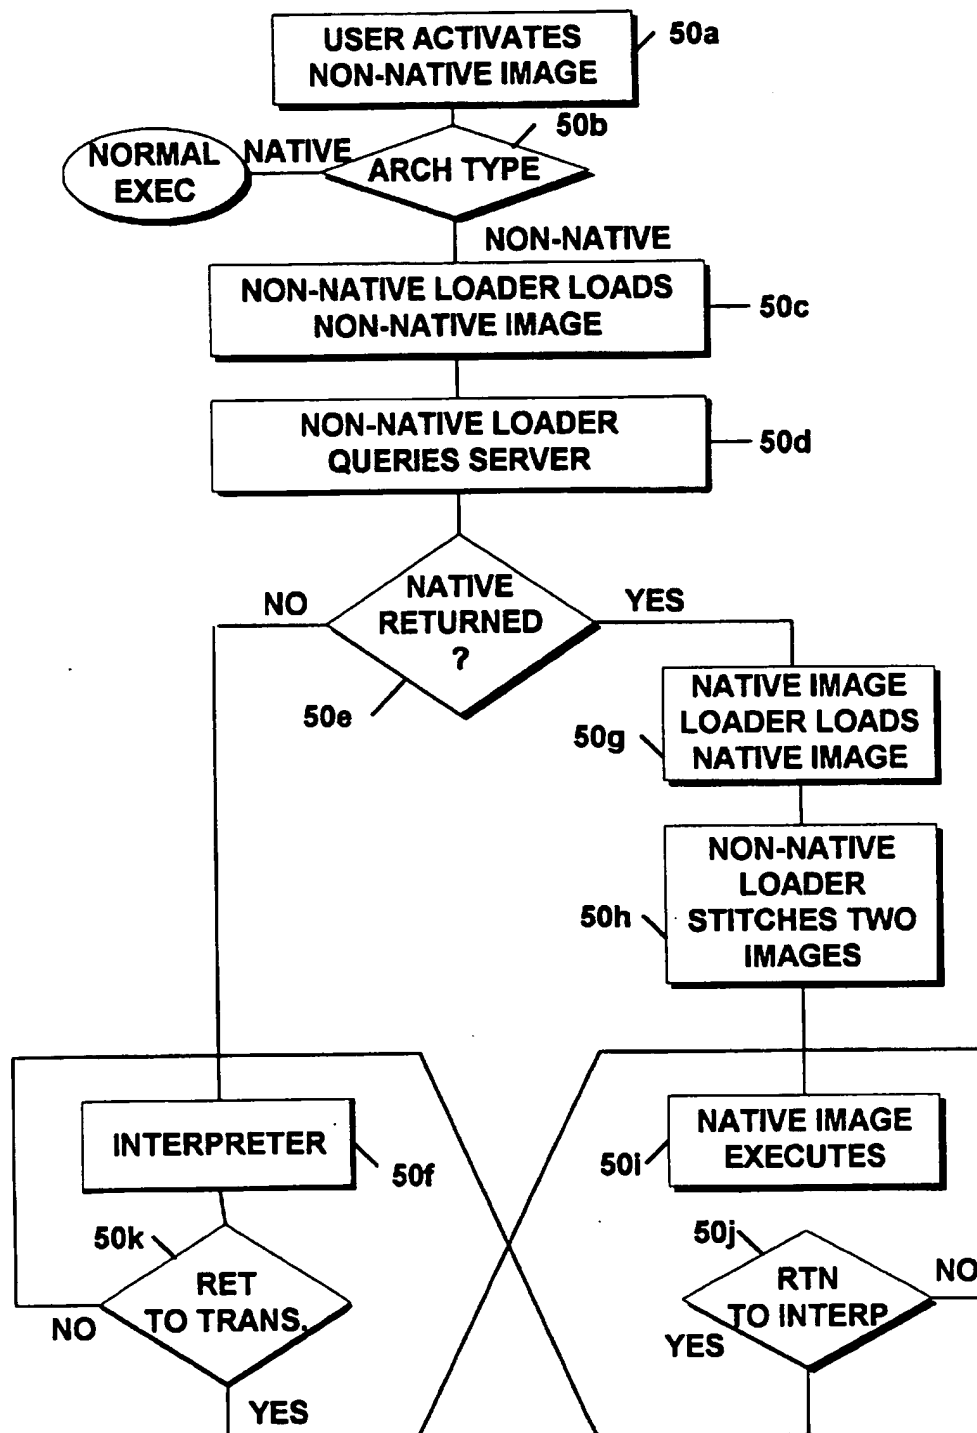 USER ACTIVATES
NON-NATIVE IMAGE
50a
50b
ARCH TYPE
NATIVE
NORMAL
EXEC
NON-NATIVE
NON-NATIVE LOADER LOADS
NON-NATIVE IMAGE
50c
NON-NATIVE LOADER
QUERIES SERVER
50d
NATIVE
RETURNED
?
NO
YES
50e
NATIVE IMAGE
LOADER LOADS
NATIVE IMAGE
50g
NON-NATIVE
LOADER
STITCHES TWO
IMAGES
50h
INTERPRETER
50f
NATIVE IMAGE
EXECUTES
50i
50k
RET
TO TRANS.
NO
YES
50j
RTN
TO INTERP
NO
YES